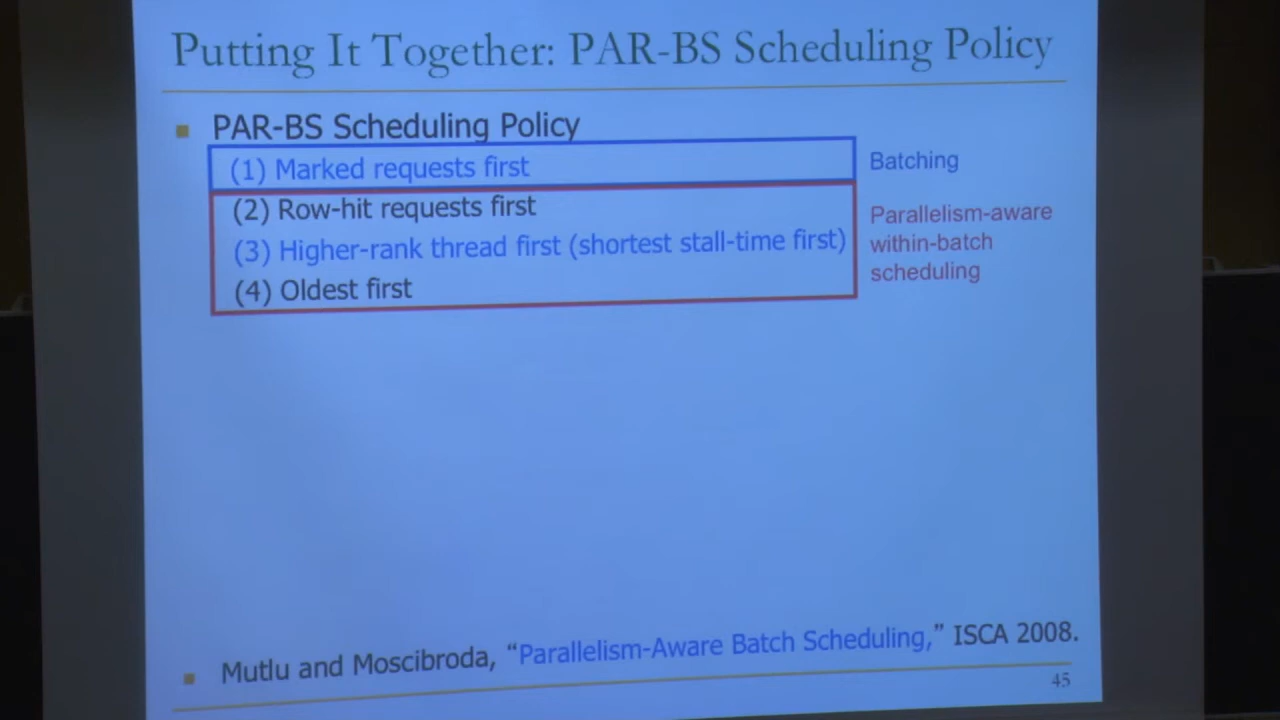 Putting It Together: PAR-BS Scheduling Policy
PAR-BS Scheduling Policy
(1) Marked requests first
Batching
(2) Row-hit requests first
(3) Higher-rank thread first (shortest stall-time first)
(4) Oldest first
Parallelism-aware
within-batch
scheduling
Mutlu and Moscibroda, “Parallelism-Aware Batch Scheduling,” ISCA 2008.
45